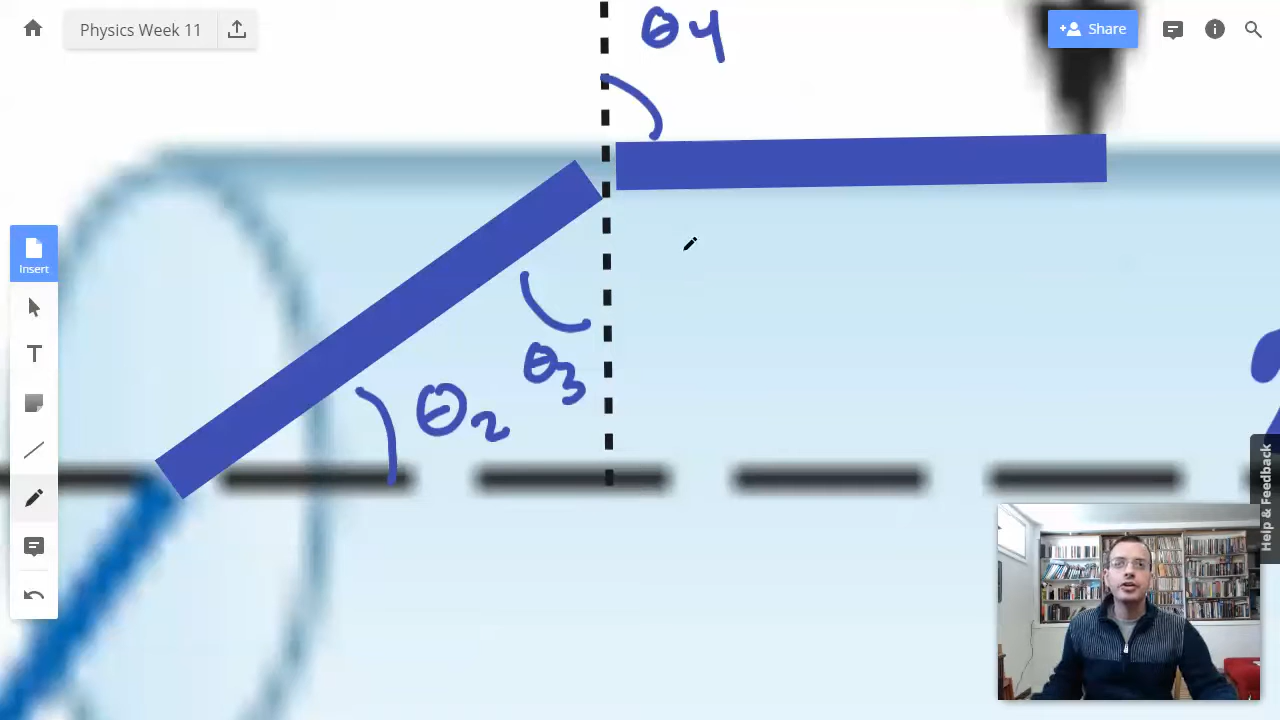 Physics Week 11
Share
θ4
Insert
T
θ3
θ2
Help & Feedback